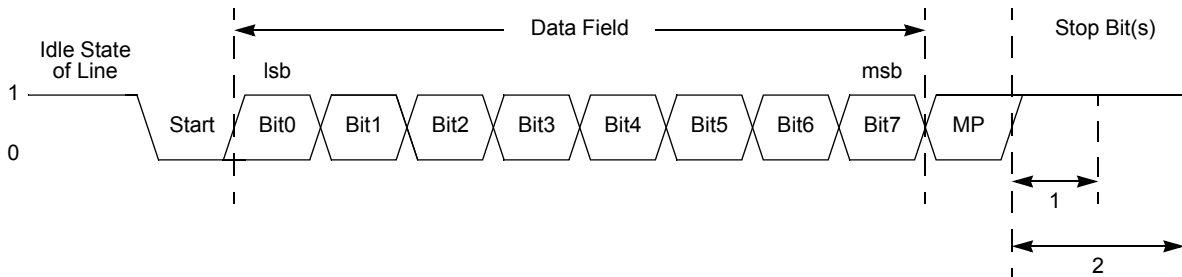 Data Field
Stop Bit(s)
Idle State
of Line
lsb
msb
1
Start
Bit0
Bit1
Bit2
Bit3
Bit4
Bit5
Bit6
Bit7
MP
0
1
2